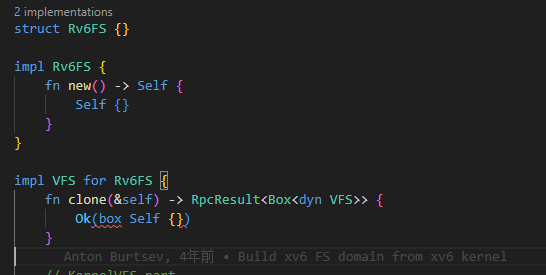 2 implementations
struct Rv6FS {}
impl Rv6FS {
fn new() -> Self {
Self {}
}
}
impl VFS for Rv6FS {
fn clone(&self) -> RpcResult<Box<dyn VFS>> {
Ok(box Self {})
}
Anton Burtsev, 4年前 • Build xv6 FS domain from xv6 kernel
// KernelVFS part